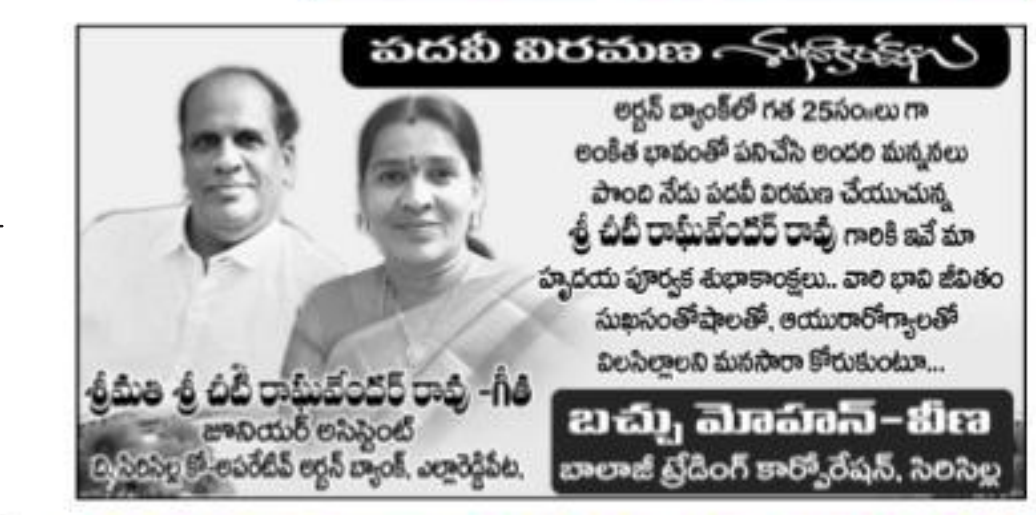 పదవీ విరమణ శుభాకాంక్షలు
అర్బన్ బ్యాంక్‌లో గత 25సం॥లు గా
అంకిత భావంతో పనిచేసి అందరి మన్ననలు
పొంది నేడు పదవీ విరమణ చేయుచున్న
శ్రీ చీటీ రాఘవేందర్ రావు గారికి ఇవే మా
హృదయ పూర్వక శుభాకాంక్షలు.. వారి భావి జీవితం
సుఖసంతోషాలతో, ఆయురారోగ్యాలతో
విలసిల్లాలని మనసారా కోరుకుంటూ...
శ్రీమతి శ్రీ చీటీ రాఘవేందర్ రావు -గీత
జూనియర్ అసిస్టెంట్
ది సిరిసిల్ల కో-అపరేటివ్ అర్బన్ బ్యాంక్, ఎల్లారెడ్డిపేట.
బచ్చు మోహన్-వీణ
బాలాజీ ట్రేడింగ్ కార్పోరేషన్, సిరిసిల్ల